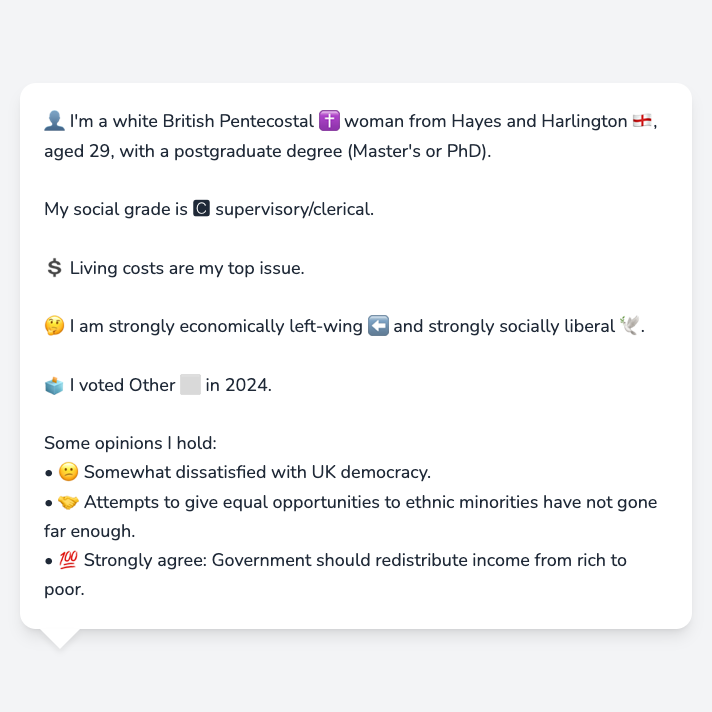 👤 I'm a white British Pentecostal ✝️ woman from Hayes and Harlington 🏴󠁧󠁢󠁥󠁮󠁧󠁿,
aged 29, with a postgraduate degree (Master's or PhD).
My social grade is 🅲 supervisory/clerical.
💲 Living costs are my top issue.
🤔 I am strongly economically left-wing ⬅️ and strongly socially liberal 🕊️.
🗳️ I voted Other ⬜ in 2024.
Some opinions I hold:
• 😕 Somewhat dissatisfied with UK democracy.
• 🤝 Attempts to give equal opportunities to ethnic minorities have not gone
far enough.
• 💯 Strongly agree: Government should redistribute income from rich to
poor.